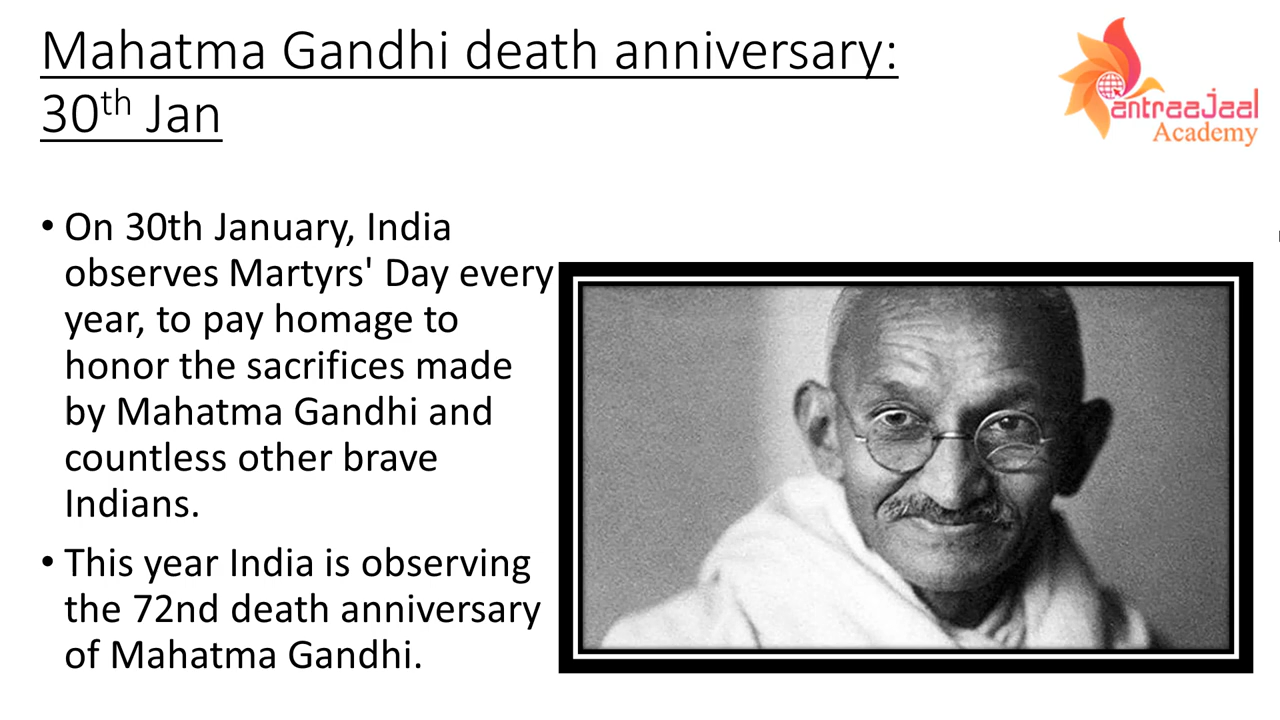 Mahatma Gandhi death anniversary:
30th Jan
antraajaal
Academy
• On 30th January, India
observes Martyrs' Day every
year, to pay homage to
honor the sacrifices made
by Mahatma Gandhi and
countless other brave
Indians.
• This year India is observing
the 72nd death anniversary
of Mahatma Gandhi.